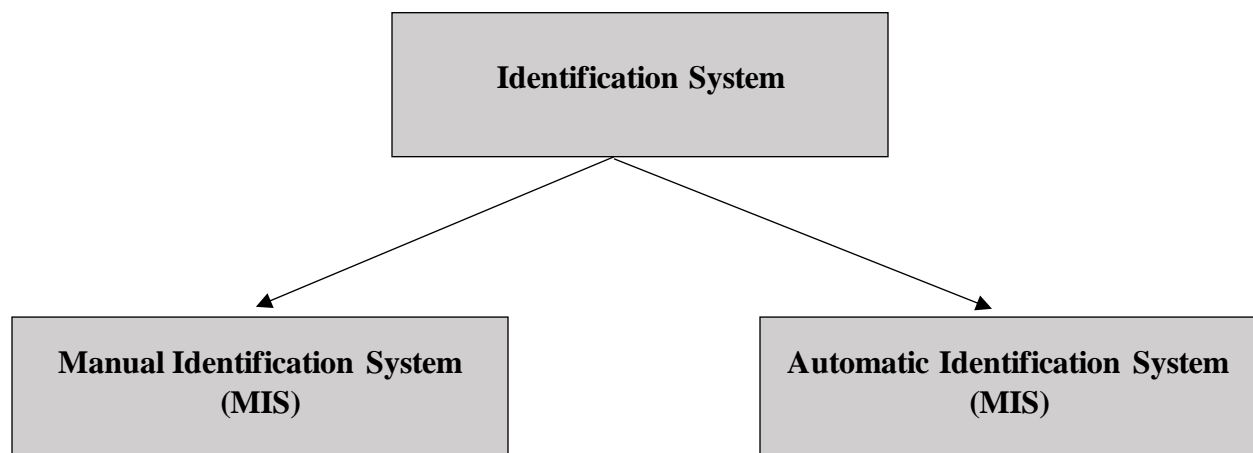 Identification System
Manual Identification System
(MIS)
Automatic Identification System
(MIS)